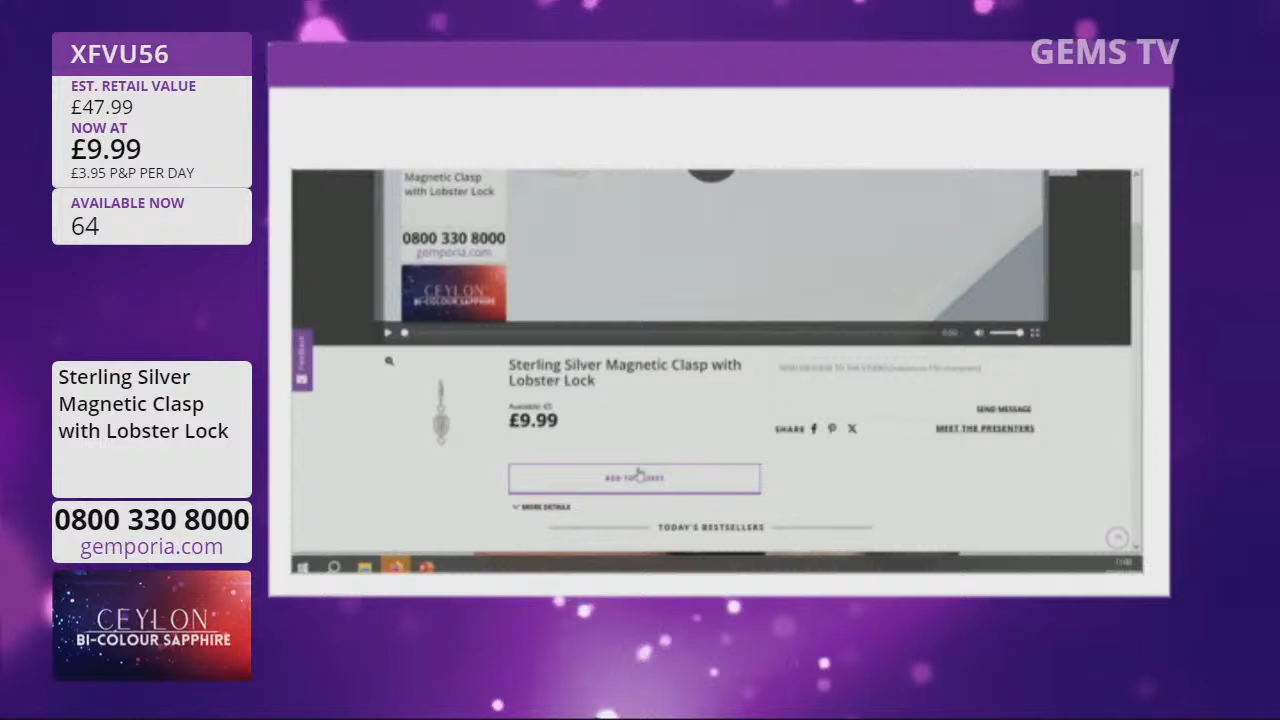 XFVU56
EST. RETAIL VALUE
£47.99
NOW AT
£9.99
£3.95 P&P PER DAY
AVAILABLE NOW
64
Sterling Silver
Magnetic Clasp
with Lobster Lock
0800 330 8000
gemporia.com
CEYLON
BI-COLOUR SAPPHIRE
GEMS TV
Magnetic Clasp
with Lobster Lock
0800 330 8000
gemporia.com
CEYLON
BI-COLOUR SAPPHIRE
Feedback
Sterling Silver Magnetic Clasp with
Lobster Lock
£9.99
SEND MESSAGE
SHARE
MEET THE PRESENTERS
ADD TO
MORE DETAILS
TODAY'S BESTSELLERS